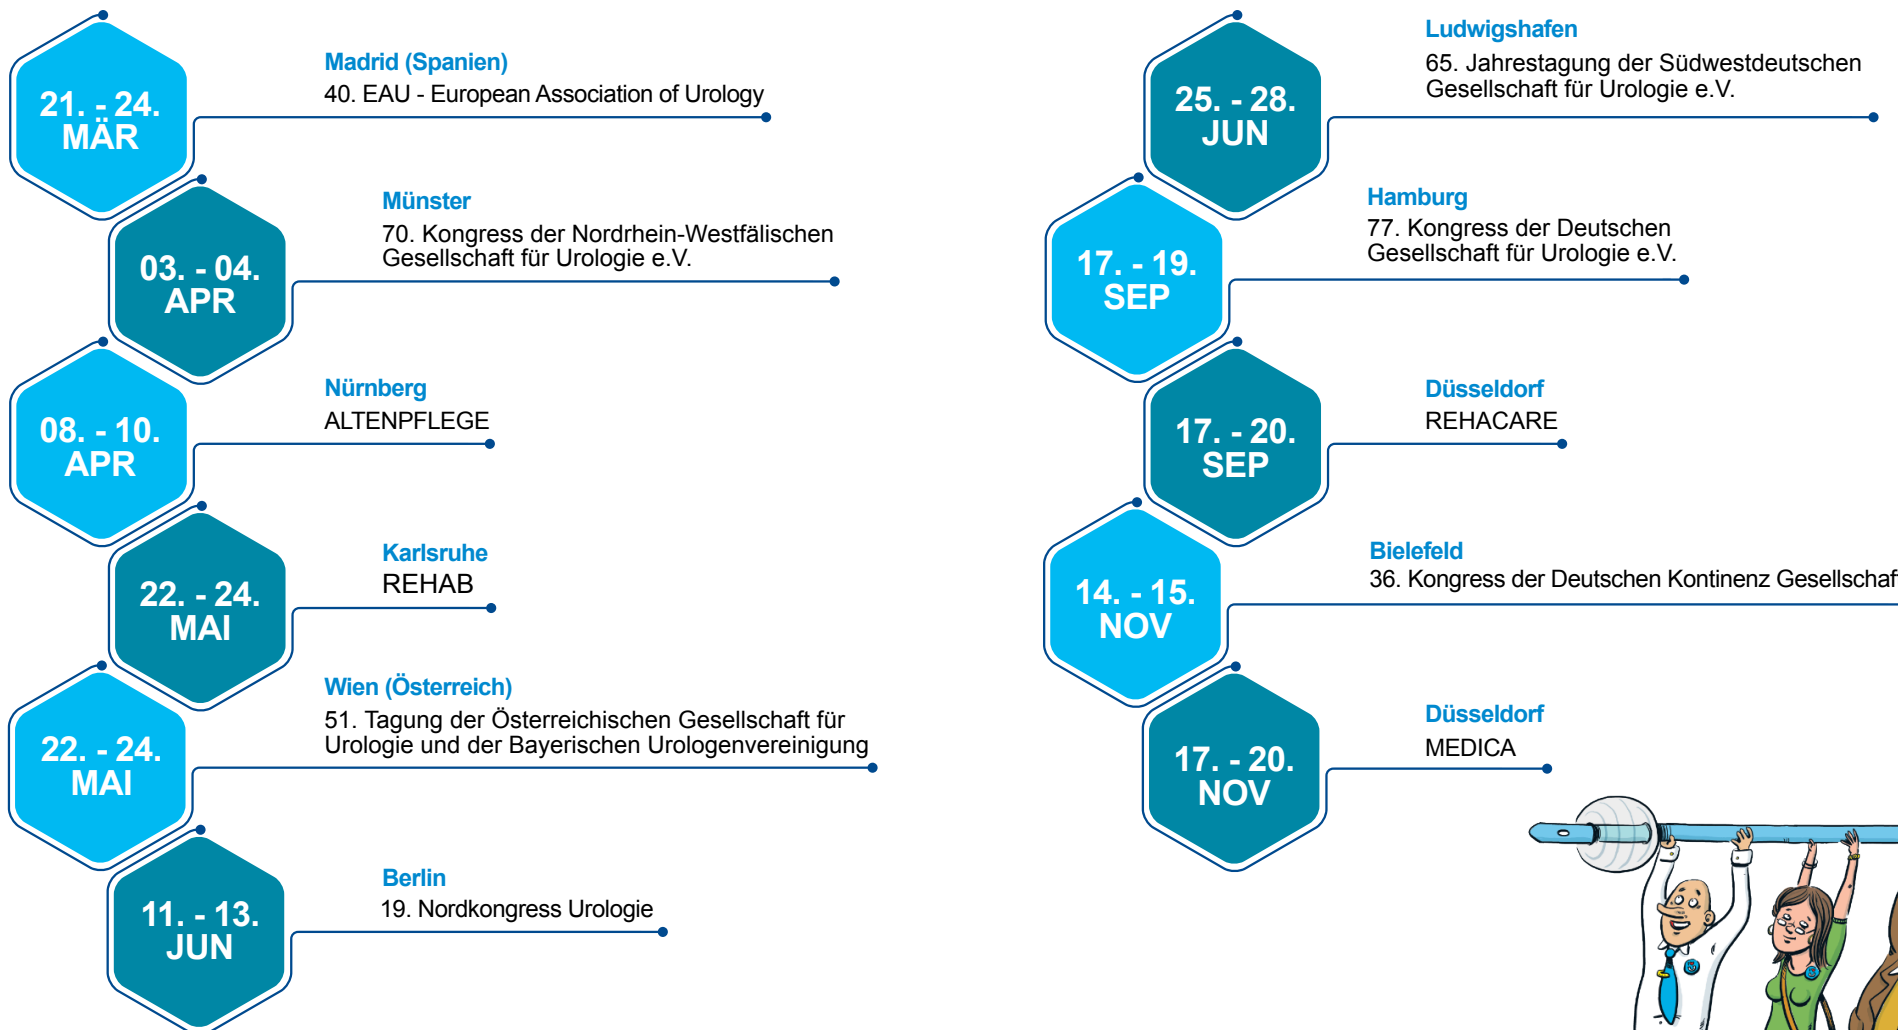 21. - 24.
MÄR
Madrid (Spanien)
40. EAU - European Association of Urology
03. - 04.
APR
Münster
70. Kongress der Nordrhein-Westfälischen
Gesellschaft für Urologie e.V.
08. - 10.
APR
Nürnberg
ALTENPFLEGE
22. - 24.
MAI
Karlsruhe
REHAB
22. - 24.
MAI
Wien (Österreich)
51. Tagung der Österreichischen Gesellschaft für
Urologie und der Bayerischen Urologenvereinigung
11. - 13.
JUN
Berlin
19. Nordkongress Urologie
25. - 28.
JUN
Ludwigshafen
65. Jahrestagung der Südwestdeutschen
Gesellschaft für Urologie e.V.
17. - 19.
SEP
Hamburg
77. Kongress der Deutschen
Gesellschaft für Urologie e.V.
17. - 20.
SEP
Düsseldorf
REHACARE
14. - 15.
NOV
Bielefeld
36. Kongress der Deutschen Kontinenz Gesellschaft
17. - 20.
NOV
Düsseldorf
MEDICA